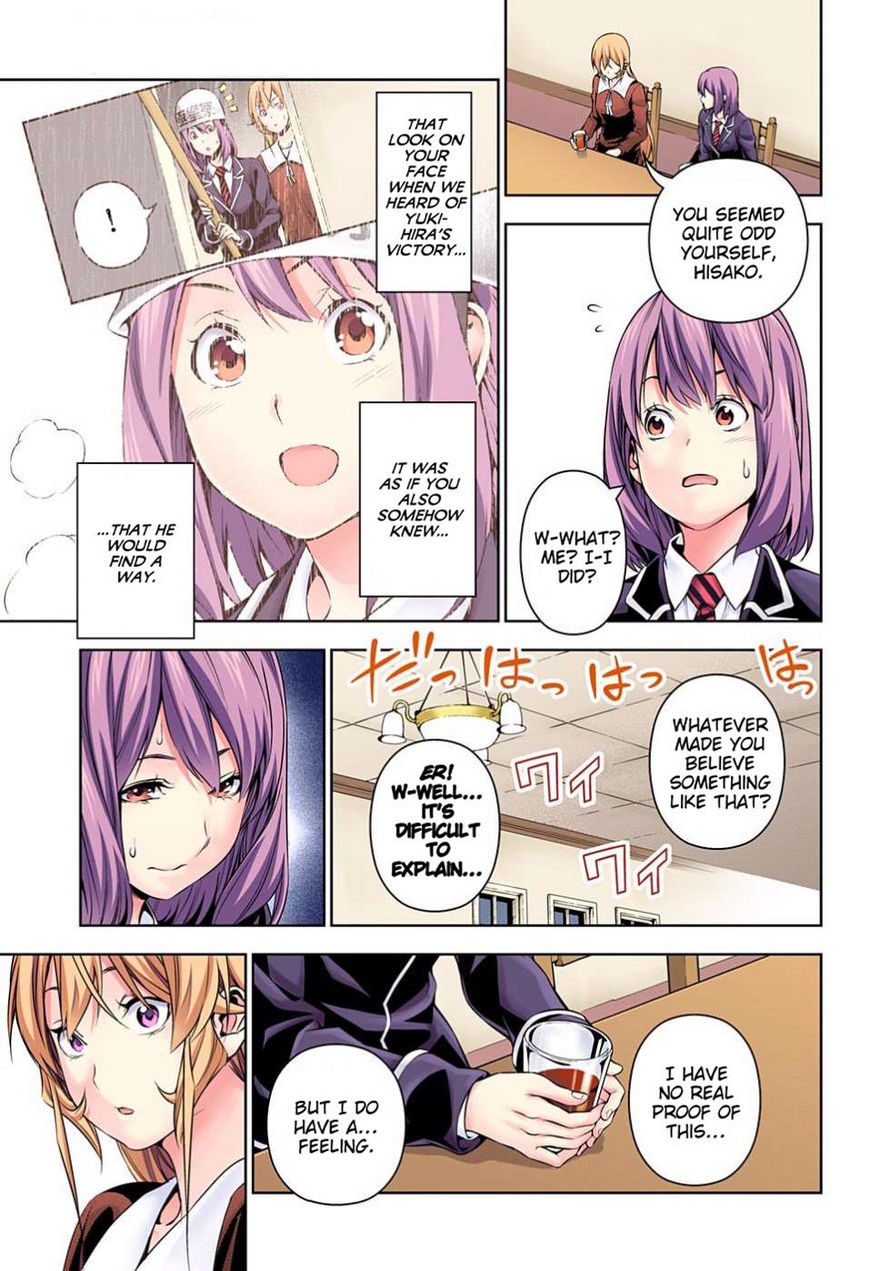 YOU SEEMED
QUITE ODD
YOURSELF,
HISAKO.
W-WHAT?
ME? I-I
DID?
THAT
LOOK ON
YOUR
FACE
WHEN WE
HEARD OF
YUKI-
HIRA'S
VICTORY...
!
IT WAS
AS IF YOU
ALSO
SOMEHOW
KNEW...
...THAT HE
WOULD
FIND A
WAY.
はっ
はっ
だっはっ
WHATEVER
MADE YOU
BELIEVE
SOMETHING
LIKE THAT?
ワイ
ワイ
ER!
W-WELL...
IT'S
DIFFICULT
TO
EXPLAIN...
I HAVE
NO REAL
PROOF OF
THIS...
BUT I DO
HAVE A...
FEELING.